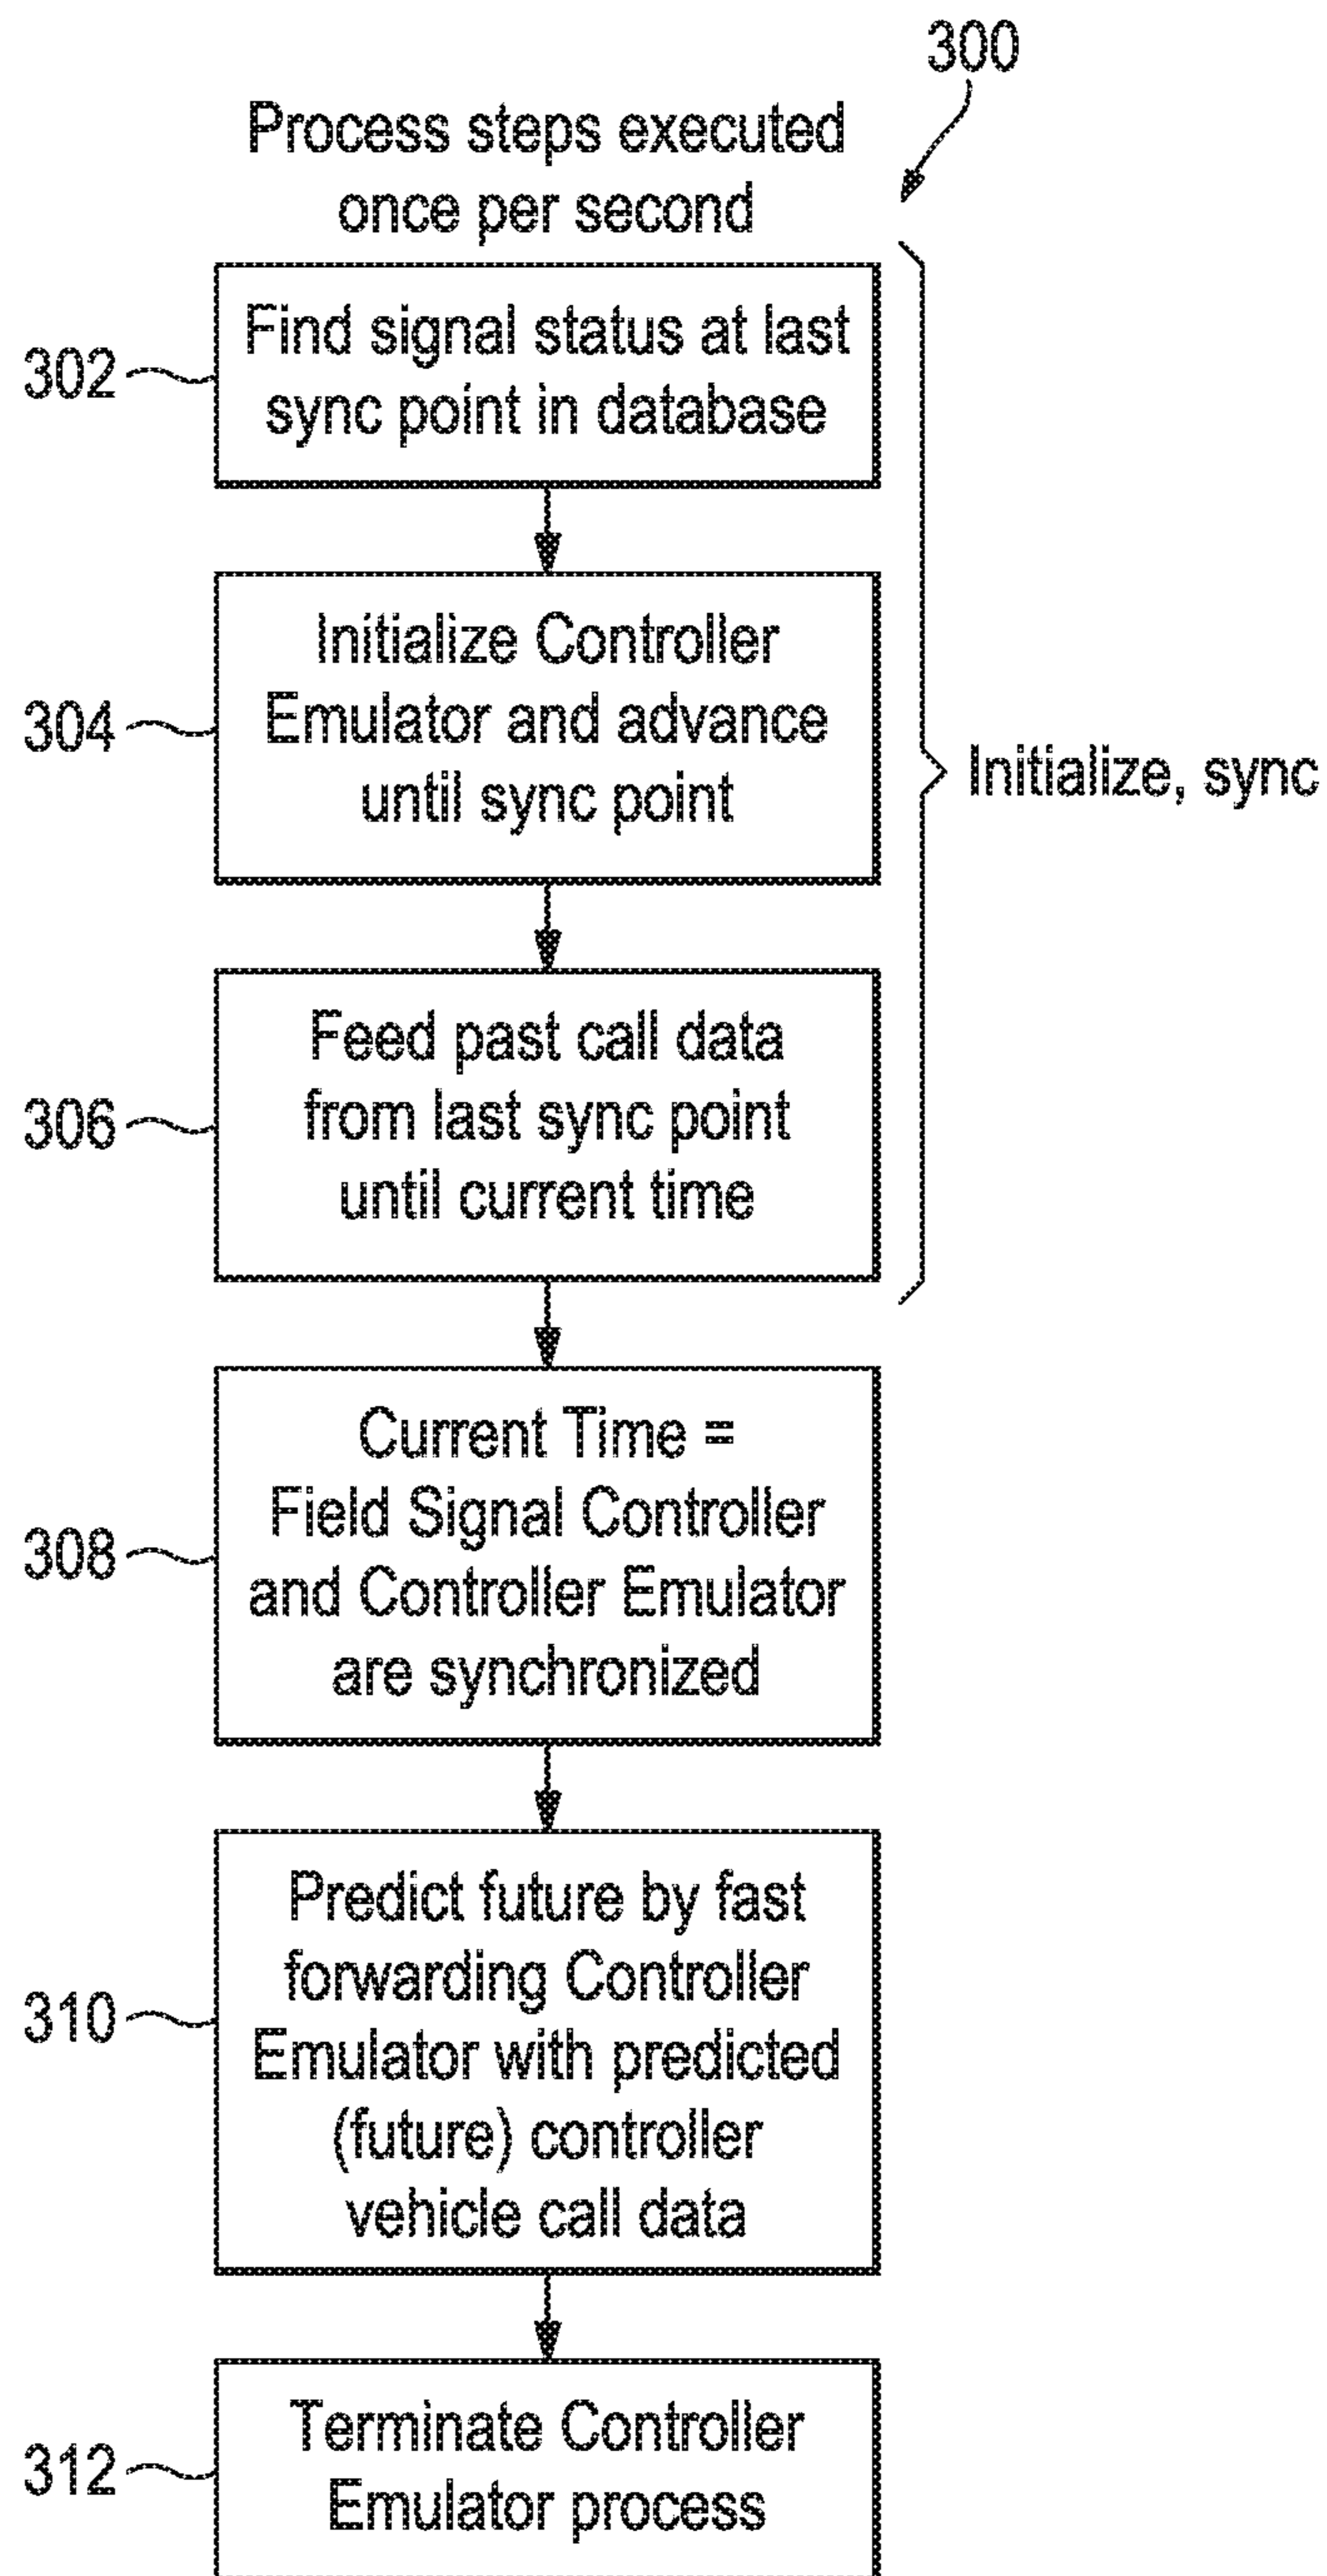 300
Process steps executed
once per second
302
Find signal status at last
sync point in database
304
Initialize Controller
Emulator and advance
until sync point
Initialize, sync
306
Feed past call data
from last sync point
until current time
308
Current Time =
Field Signal Controller
and Controller Emulator
are synchronized
310
Predict future by fast
forwarding Controller
Emulator with predicted
(future) controller
vehicle call data
312
Terminate Controller
Emulator process